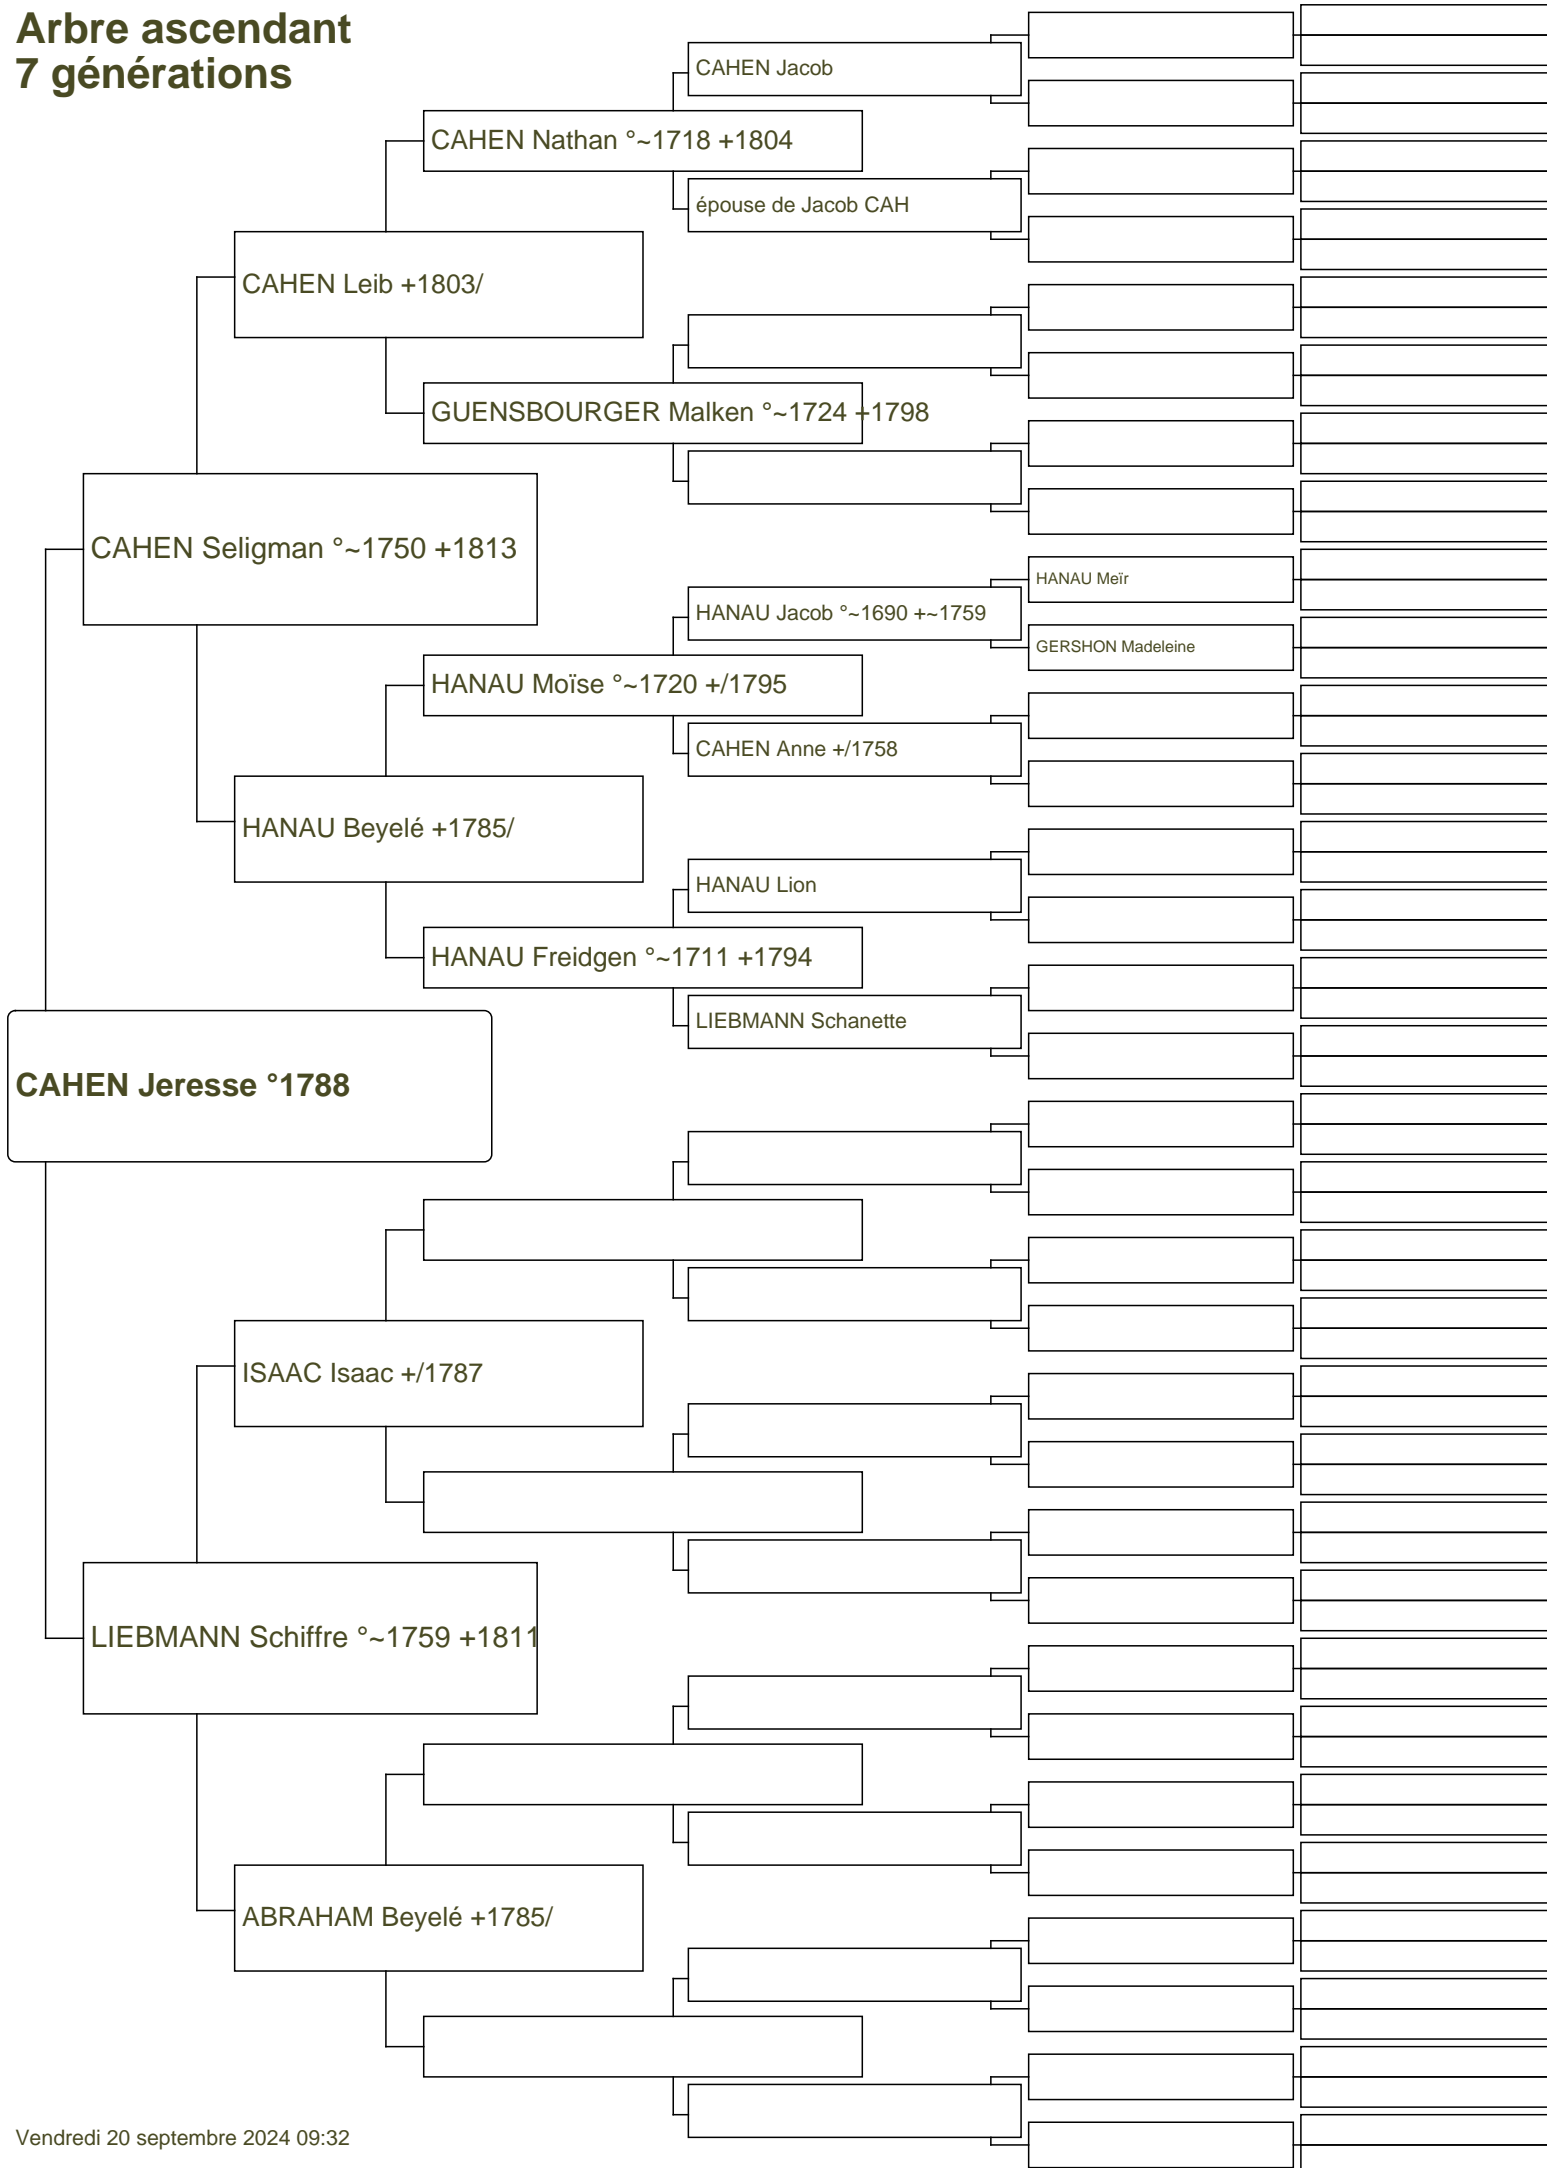 Arbre ascendant
7 générations
CAHEN Jacob
CAHEN Nathan °~1718 +1804
épouse de Jacob CAH
CAHEN Leib +1803/
GUENSBOURGER Malken °~1724 +1798
CAHEN Seligman °~1750 +1813
HANAU Meïr
HANAU Jacob °~1690 +~1759
GERSHON Madeleine
HANAU Moïse °~1720 +/1795
CAHEN Anne +/1758
HANAU Beyelé +1785/
HANAU Lion
HANAU Freidgen °~1711 +1794
LIEBMANN Schanette
CAHEN Jeresse °1788
ISAAC Isaac +/1787
LIEBMANN Schiffre °~1759 +1811
ABRAHAM Beyelé +1785/
Vendredi 20 septembre 2024 09:32